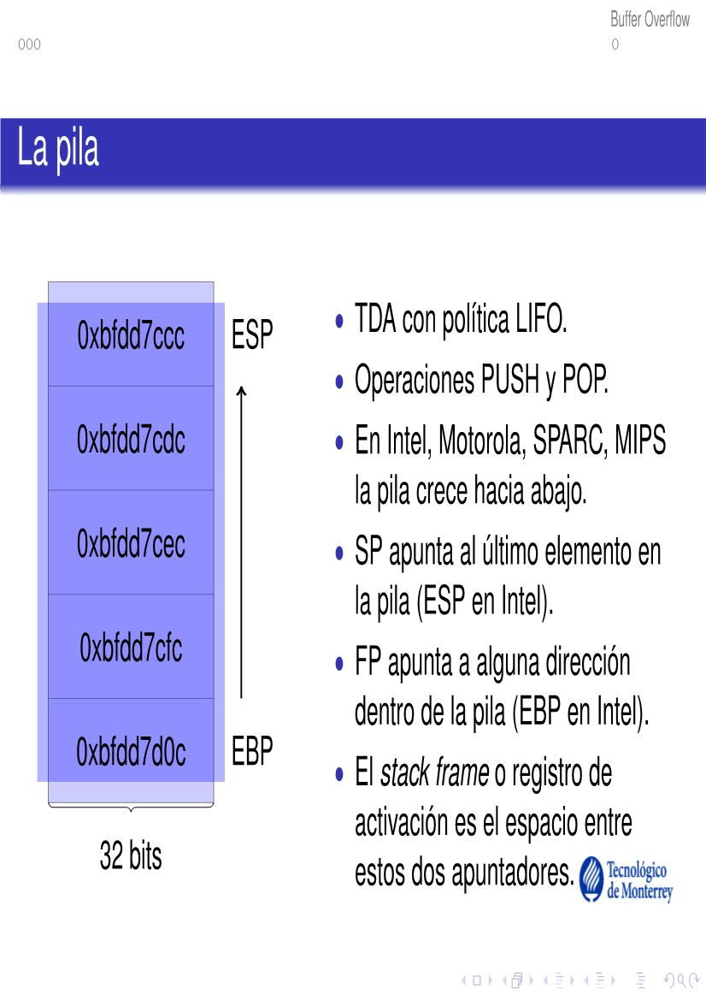 Buffer Overflow
La pila
0xbfdd7ccc
0xbfdd7cdc
0xbfdd7cec
0xbfdd7cfc
0xbfdd7d0c
ESP
EBP
32 bits
TDA con política LIFO.
Operaciones PUSH y POP.
En Intel, Motorola, SPARC, MIPS
la pila crece hacia abajo.
SP apunta al último elemento en
la pila (ESP en Intel).
FP apunta a alguna dirección
dentro de la pila (EBP en Intel).
El stack frame o registro de
activación es el espacio entre
estos dos apuntadores.
Tecnológico
de Monterrey